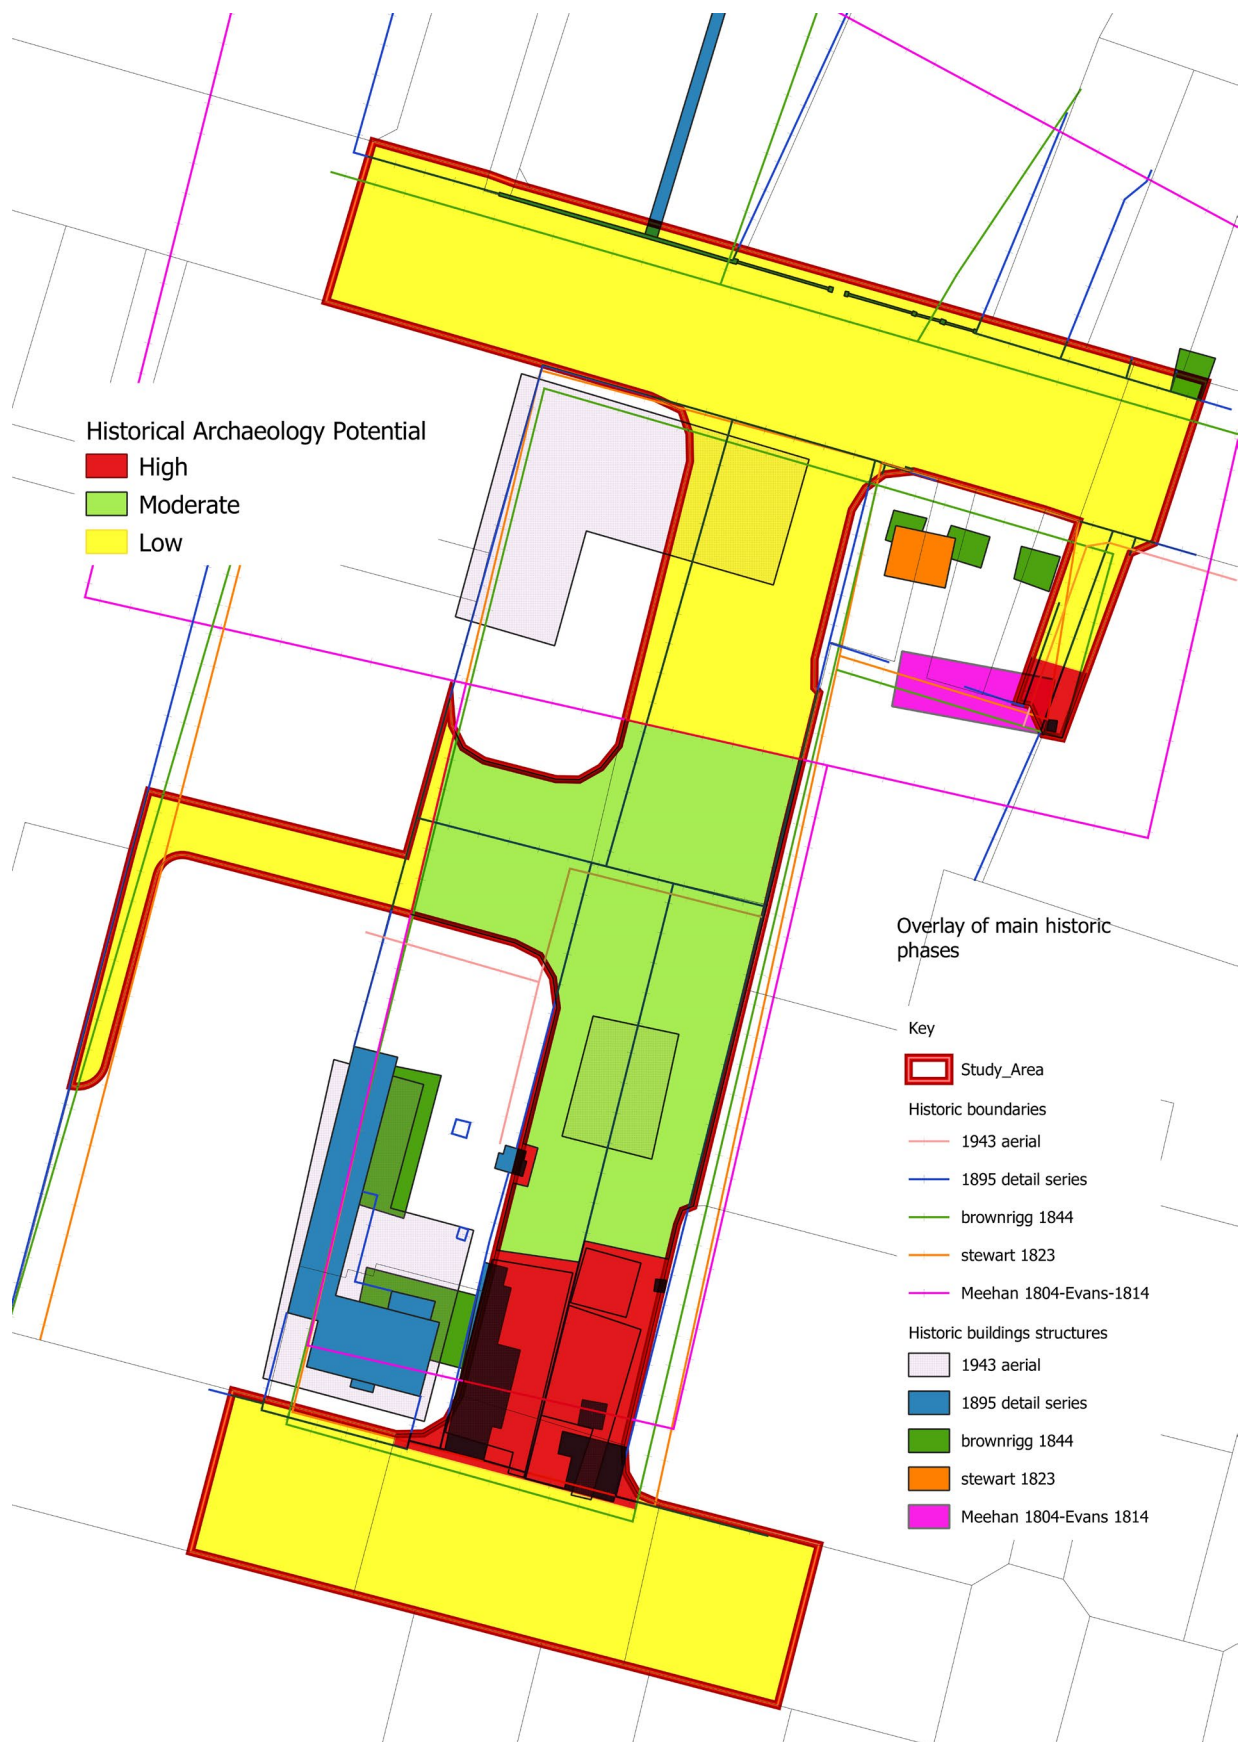 Historical Archaeology Potential
High
Moderate
Low
Overlay of main historic
phases
Key
Study_Area
Historic boundaries
1943 aerial
1895 detail series
brownrigg 1844
stewart 1823
Meehan 1804-Evans-1814
Historic buildings structures
1943 aerial
1895 detail series
brownrigg 1844
stewart 1823
Meehan 1804-Evans 1814